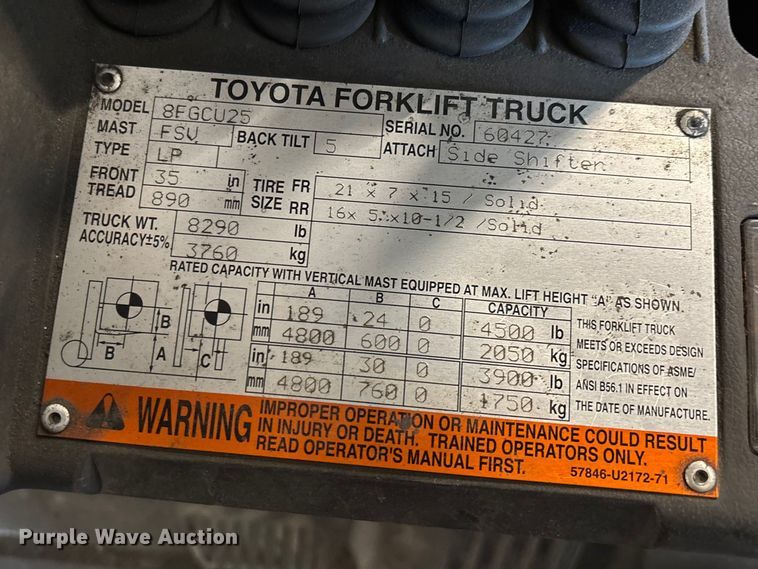 TOYOTA FORKLIFT TRUCK
MODEL 8FGCU25 SERIAL NO. 60427
MAST FSV BACK TILT 5 ATTACH Side Shifter
TYPE LP
FRONT TREAD 35 in 890 mm
TIRE SIZE FR 21 x 7 x 15 / Solid
RR 16x 5 x10-1/2 /Solid
TRUCK WT. 8290 lb
ACCURACY±5% 3760 kg
RATED CAPACITY WITH VERTICAL MAST EQUIPPED AT MAX. LIFT HEIGHT "A" AS SHOWN.
A B C CAPACITY
in 189 24 0 4500 lb
mm 4800 600 0 2050 kg
in 189 30 0 3900 lb
mm 4800 760 0 1750 kg
B
B A C
THIS FORKLIFT TRUCK
MEETS OR EXCEEDS DESIGN
SPECIFICATIONS OF ASME/
ANSI B56.1 IN EFFECT ON
THE DATE OF MANUFACTURE.
WARNING
IMPROPER OPERATION OR MAINTENANCE COULD RESULT
IN INJURY OR DEATH. TRAINED OPERATORS ONLY.
READ OPERATOR'S MANUAL FIRST.
57846-U2172-71
Purple Wave Auction